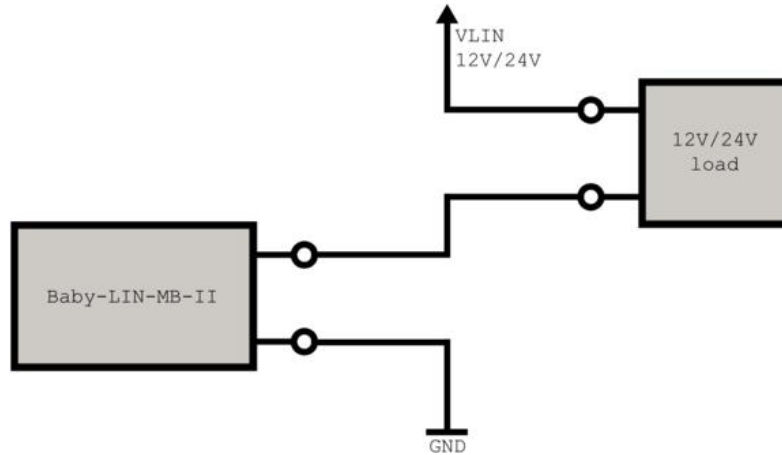 VLIN
12V/24V
12V/24V
load
Baby-LIN-MB-II
GND